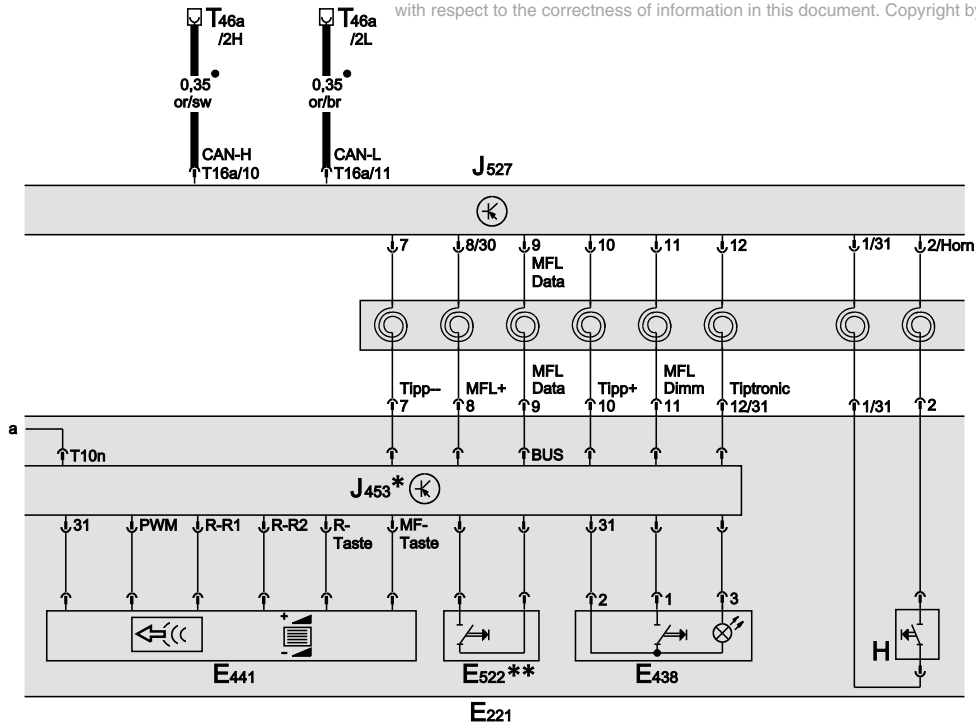 with respect to the correctness of information in this document. Copyright by
T46a
/2H
T46a
/2L
0,35
or/sw
0,35
or/br
CAN-H
T16a/10
CAN-L
T16a/11
J527
7
8/30
9
MFL
Data
10
11
12
1/31
2/Horn
Tipp--
7
MFL+
8
MFL
Data
9
Tipp+
10
MFL
Dimm
11
Tiptronic
12/31
1/31
2
a
T10n
BUS
J453*
31
PWM
R-R1
R-R2
R-
Taste
MF-
Taste
31
2
1
3
+
–
E441
E522**
E438
H
E221